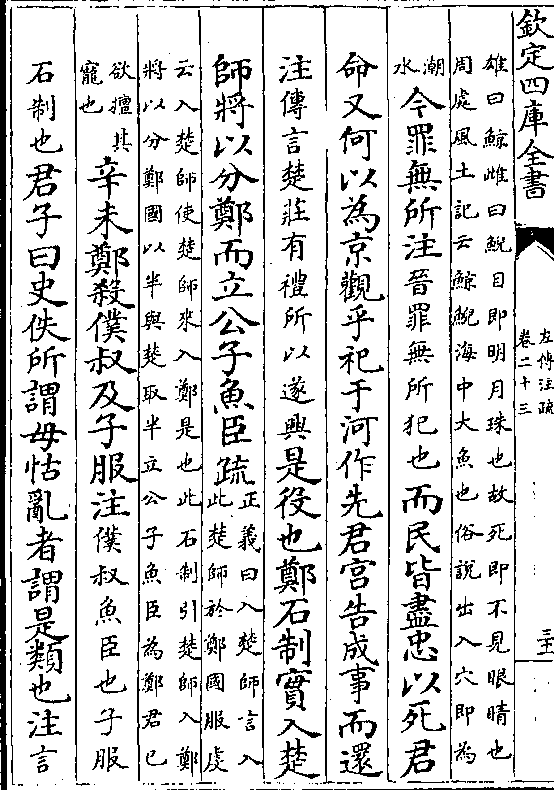 欽定四庫全書
左傳注疏
卷二十三
雄曰鯨雌曰鯢目即明月珠也故死即不見眼睛也
周處風土記云鯨鯢海中大魚也俗說出入穴即為
潮
水
今罪無所注晉罪無所犯也而民皆盡忠以死君
命又何以為京觀乎祀于河作先君宮告成事而還
注傳言楚莊有禮所以遂興是役也鄭石制實入楚
師將以分鄭而立公子魚臣疏
正義曰入楚師言入
此楚師於鄭國服虔
云入楚師使楚師來入鄭是也此石制引楚師入鄭
將以分鄭國以半與楚取半立公子魚臣為鄭君已
欲擅其
寵也
辛未鄭殺僕叔及子服注僕叔魚臣也子服
石制也君子曰史佚所謂毋怙亂者謂是類也注言